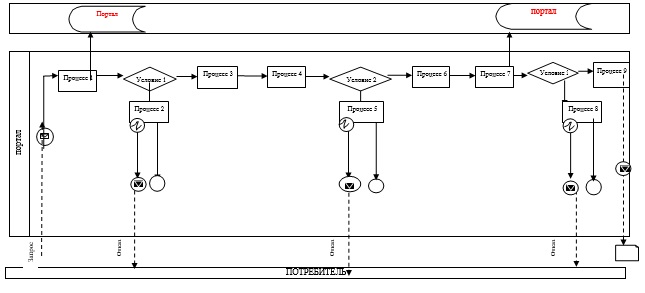 Портал
портал
Процесс 1
Условие 1
Процесс 3
Процесс 4
Условие 2
Процесс 6
Процесс 7
Условие 1
Процесс 9
Процесс 2
Процесс 5
Процесс 8
портал
Запрос
Отказ
Отказ
Отказ
ПОТРЕБИТЕЛЬ